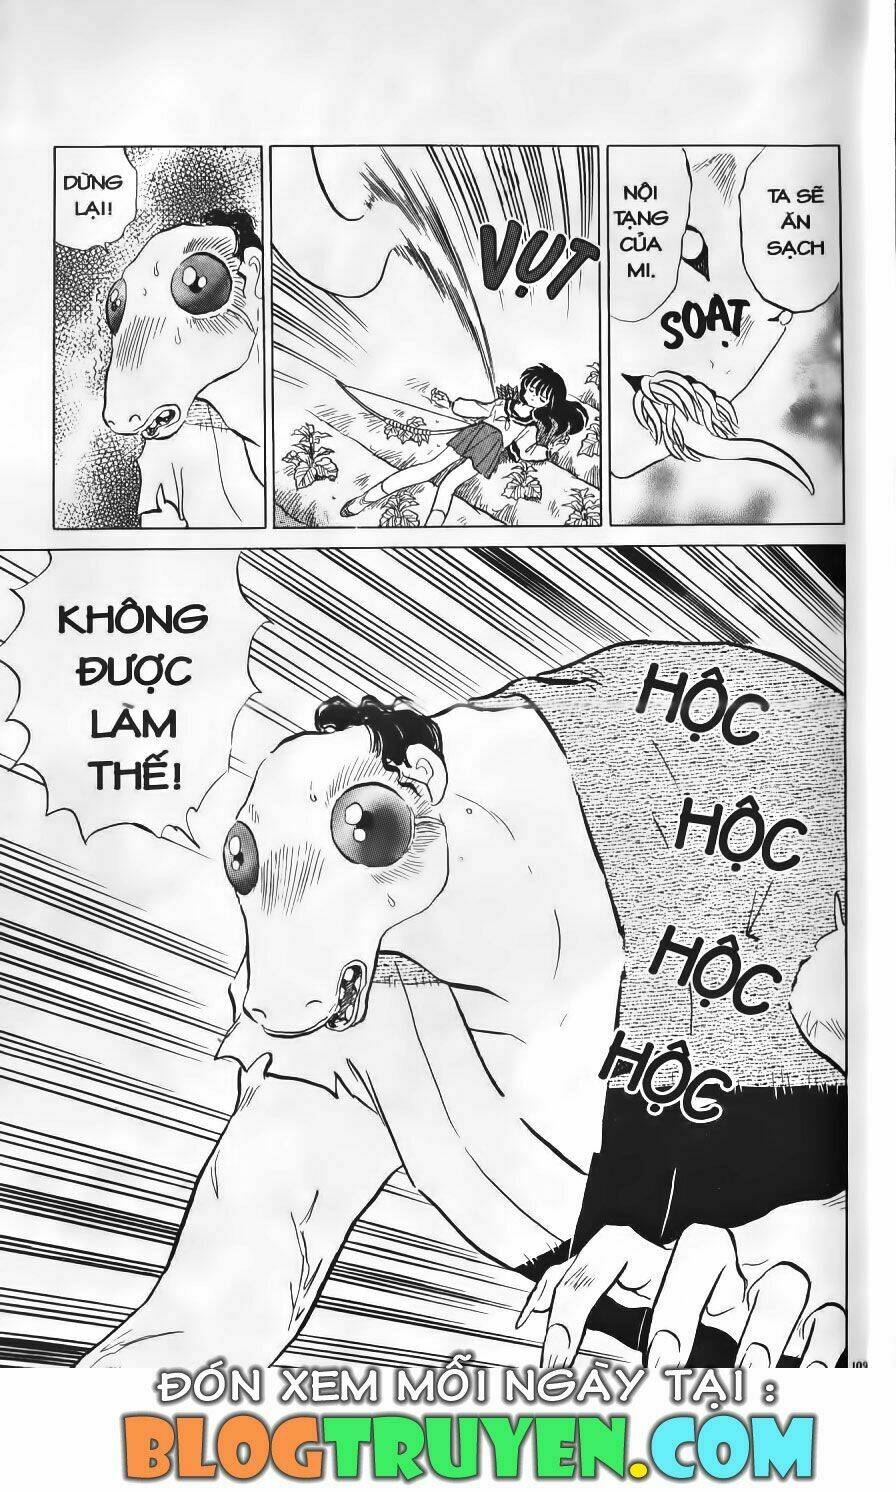 TA SẼ
ĂN
SẠCH
NỘI
TẠNG
CỦA
MI.
SOẠT
VỤT
DỪNG
LẠI!
KHÔNG
ĐƯỢC
LÀM
THẾ!
HỘC
HỘC
HỘC
HỘC
109
ĐÓN XEM MỖI NGÀY TẠI :
BLOGTRUYEN.COM